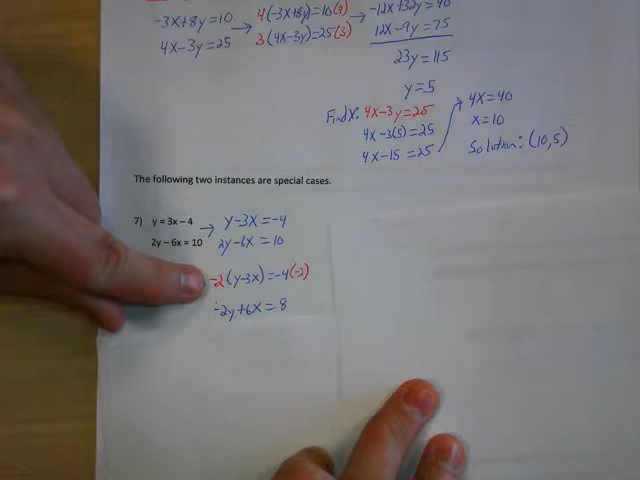 -3x+8y=10 → 4(-3x+8y)=10(4) → -12x+32y=40
4x-3y=25 3(4x-3y)=25(3) 12x-9y=75
23y=115
y=5
Find X: 4x-3y=25
4x-3(5)=25
4x-15=25
4x=40
x=10
Solution: (10,5)
The following two instances are special cases.
7) y = 3x – 4 → y-3x=-4
2y – 6x = 10 2y-6x=10
-2(y-3x)=-4(-2)
-2y+6x=8